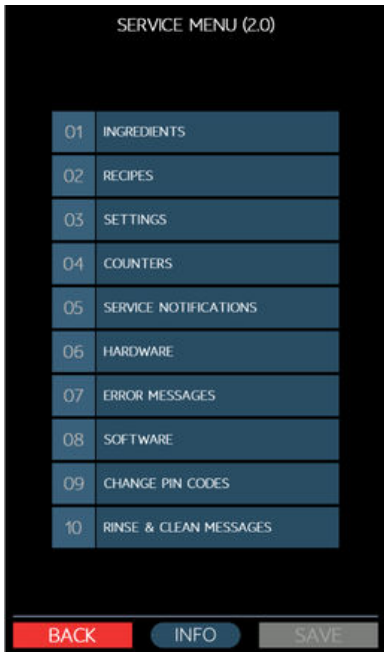 SERVICE MENU (2.0)
01 INGREDIENTS
02 RECIPES
03 SETTINGS
04 COUNTERS
05 SERVICE NOTIFICATIONS
06 HARDWARE
07 ERROR MESSAGES
08 SOFTWARE
09 CHANGE PIN CODES
10 RINSE & CLEAN MESSAGES
BACK INFO SAVE